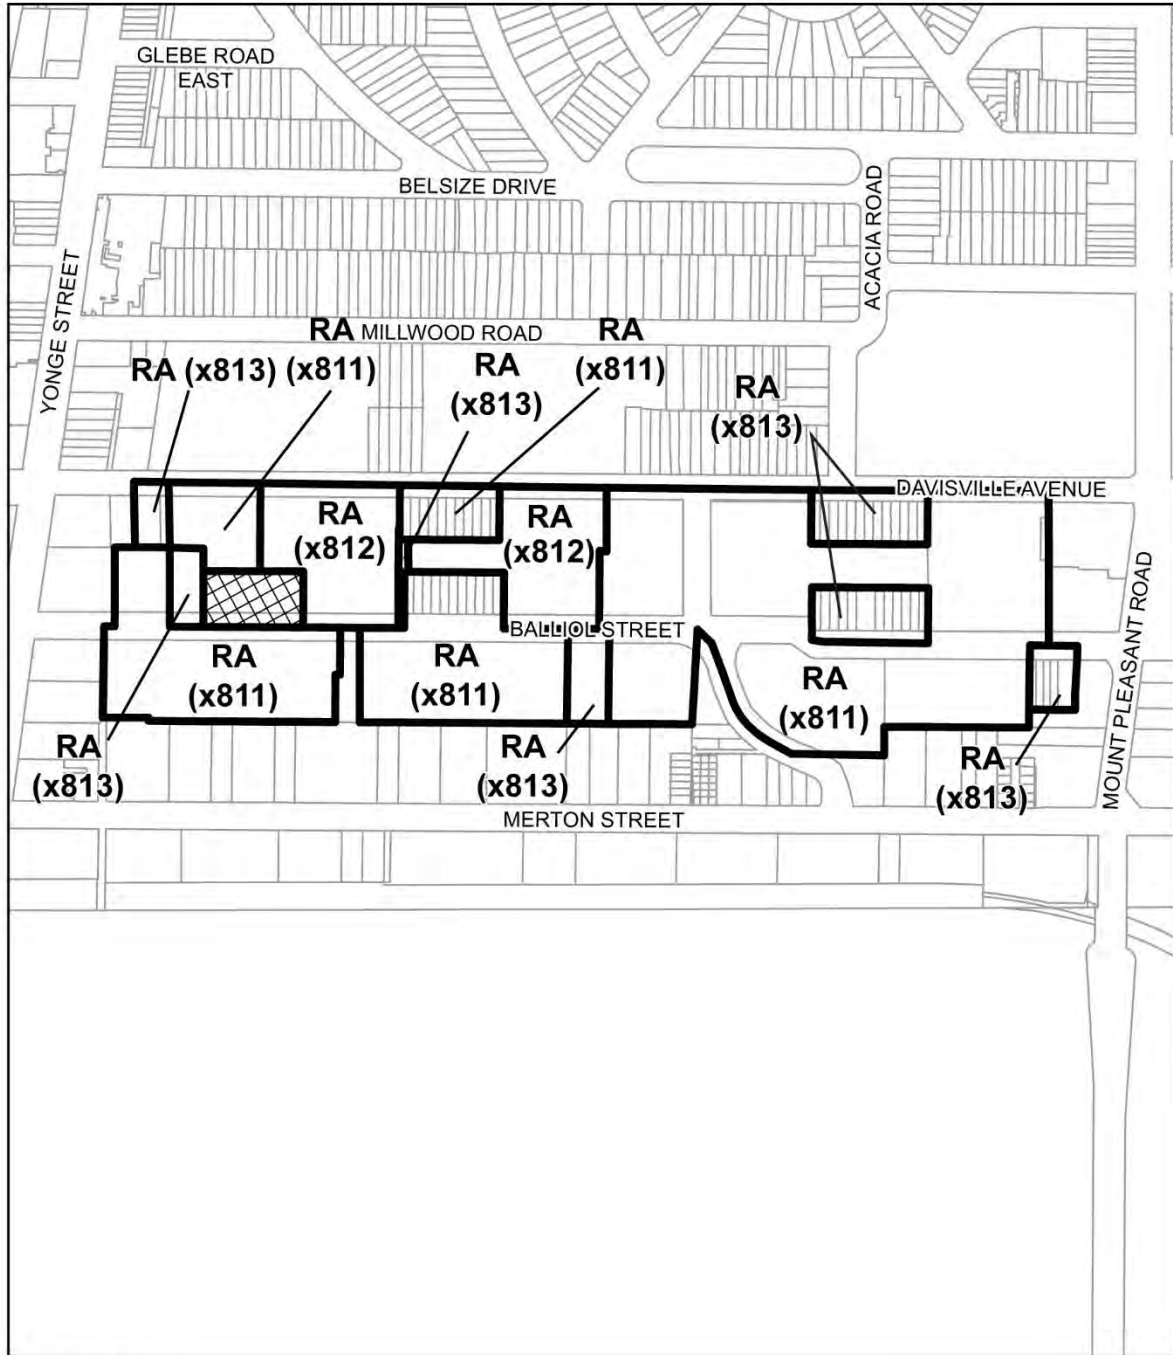 GLEBE ROAD
EAST
BELSIZE DRIVE
ACACIA ROAD
YONGE STREET
MILLWOOD ROAD
RA (x813)
RA
(x811)
RA
(x813)
RA
(x811)
RA
(x813)
DAVISVILLE AVENUE
RA
(x812)
RA
(x812)
BALLIOL STREET
MOUNT PLEASANT ROAD
RA
(x811)
RA
(x811)
RA
(x811)
RA
(x813)
RA
(x813)
RA
(x813)
MERTON STREET